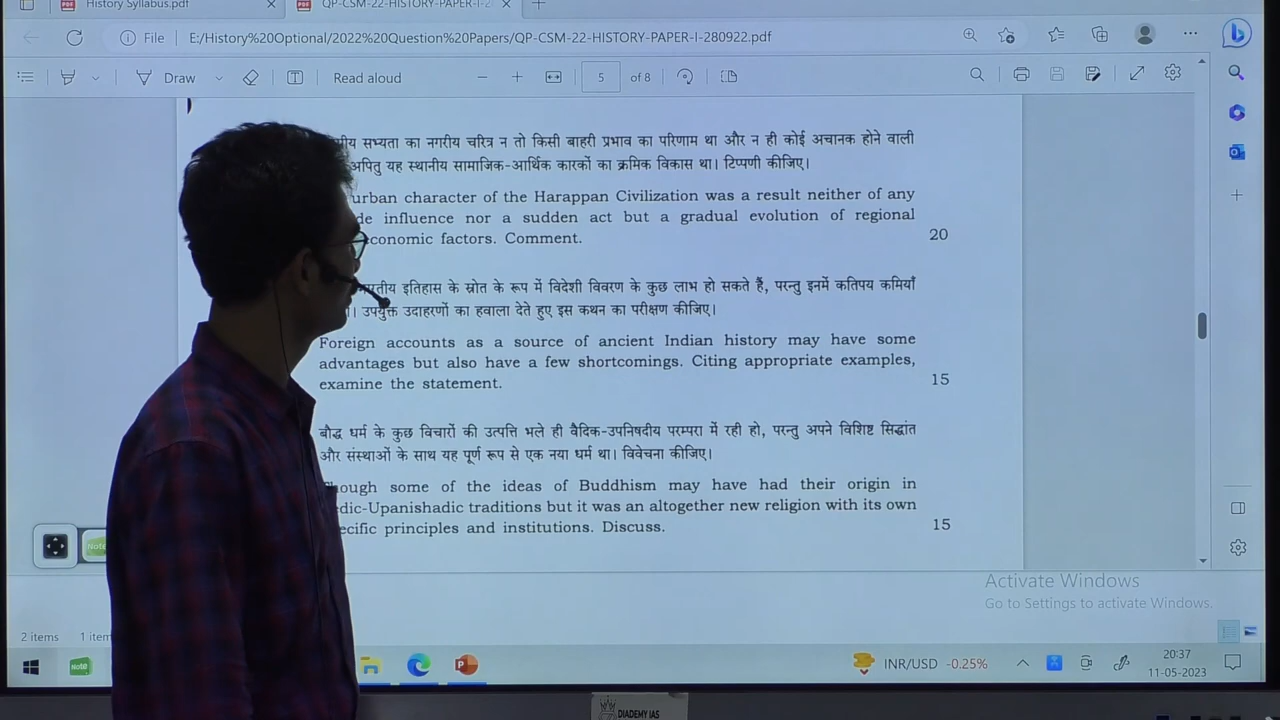 History Syllabus.pdf
QP-CSM-22-HISTORY-PAPER-I-2
File
E:/History%20Optional/2022%20Question%20Papers/QP-CSM-22-HISTORY-PAPER-I-280922.pdf
Draw
Read aloud
5
of 8
सभ्यता का नगरीय चरित्र न तो किसी बाहरी प्रभाव का परिणाम था और न ही कोई अचानक होने वाली
अपितु यह स्थानीय सामाजिक-आर्थिक कारकों का क्रमिक विकास था। टिप्पणी कीजिए।
urban character of the Harappan Civilization was a result neither of any
influence nor a sudden act but a gradual evolution of regional
economic factors. Comment.
20
इतिहास के स्रोत के रूप में विदेशी विवरण के कुछ लाभ हो सकते हैं, परन्तु इनमें कतिपय कमियाँ
। उपर्युक्त उदाहरणों का हवाला देते हुए इस कथन का परीक्षण कीजिए।
Foreign accounts as a source of ancient Indian history may have some
advantages but also have a few shortcomings. Citing appropriate examples,
examine the statement.
15
बौद्ध धर्म के कुछ विचारों की उत्पत्ति भले ही वैदिक-उपनिषदीय परम्परा में रही हो, परन्तु अपने विशिष्ट सिद्धांत
और संस्थाओं के साथ यह पूर्ण रूप से एक नया धर्म था। विवेचना कीजिए।
some of the ideas of Buddhism may have had their origin in
-Upanishadic traditions but it was an altogether new religion with its own
principles and institutions. Discuss.
15
Note
Activate Windows
Go to Settings to activate Windows.
2 items
1 item
Note
INR/USD -0.25%
20:37
11-05-2023
DIADEMY IAS